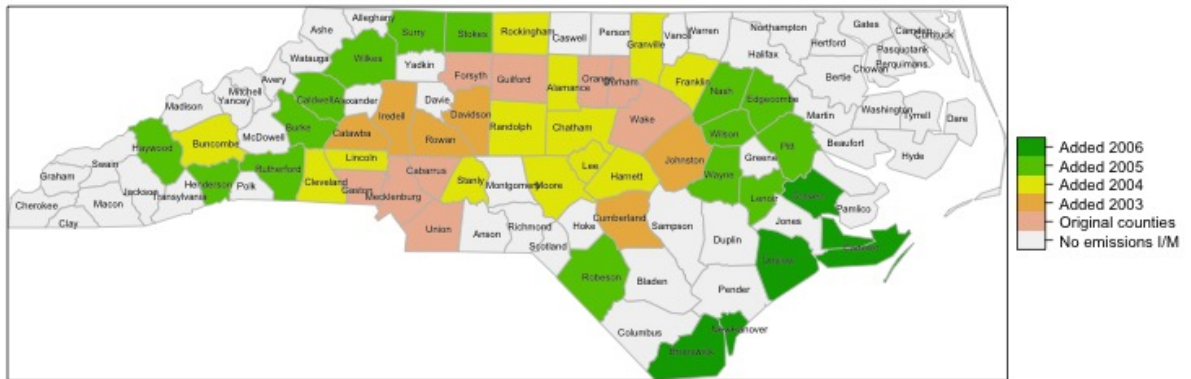 Alleghany
Ashe
Surry
Stokes
Rockingham
Caswell
Person
Granville
Vance
Warren
Northampton
Gates
Camden
Currituck
Hertford
Pasquotank
Perquimans
Halifax
Chowan
Bertie
Watauga
Wilkes
Yadkin
Forsyth
Guilford
Alamance
Orange
Durham
Franklin
Nash
Edgecombe
Martin
Washington
Tyrrell
Dare
Avery
Mitchell
Yancey
Madison
Caldwell
Alexander
Davie
Iredell
Davidson
Randolph
Chatham
Wake
Wilson
Pitt
Beaufort
Hyde
Haywood
Buncombe
McDowell
Burke
Catawba
Rowan
Johnston
Greene
Lincoln
Lee
Harnett
Wayne
Lenoir
Swain
Graham
Rutherford
Cleveland
Gaston
Cabarrus
Mecklenburg
Stanly
Montgomery
Moore
Henderson
Polk
Jackson
Transylvania
Macon
Cherokee
Clay
Union
Anson
Richmond
Scotland
Hoke
Cumberland
Sampson
Duplin
Jones
Pamlico
Robeson
Bladen
Pender
Columbus
Brunswick
NewHanover
Added 2006
Added 2005
Added 2004
Added 2003
Original counties
No emissions I/M